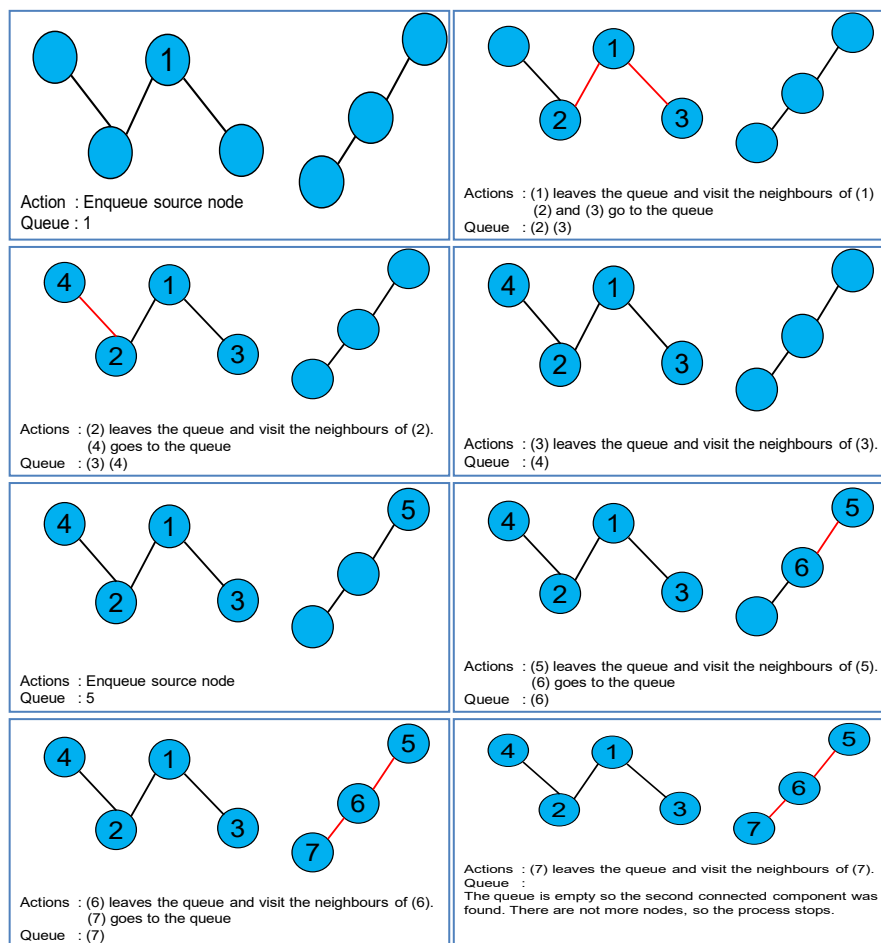 1
Action : Enqueue source node
Queue : 1
1
2
3
Actions : (1) leaves the queue and visit the neighbours of (1)
(2) and (3) go to the queue
Queue : (2) (3)
4
1
2
3
Actions : (2) leaves the queue and visit the neighbours of (2).
(4) goes to the queue
Queue : (3) (4)
4
1
2
3
Actions : (3) leaves the queue and visit the neighbours of (3).
Queue : (4)
4
1
5
2
3
Actions : Enqueue source node
Queue : 5
4
1
5
6
2
3
Actions : (5) leaves the queue and visit the neighbours of (5).
(6) goes to the queue
Queue : (6)
4
1
5
6
2
3
7
Actions : (6) leaves the queue and visit the neighbours of (6).
(7) goes to the queue
Queue : (7)
4
1
5
6
2
3
7
Actions : (7) leaves the queue and visit the neighbours of (7).
Queue :
The queue is empty so the second connected component was
found. There are not more nodes, so the process stops.